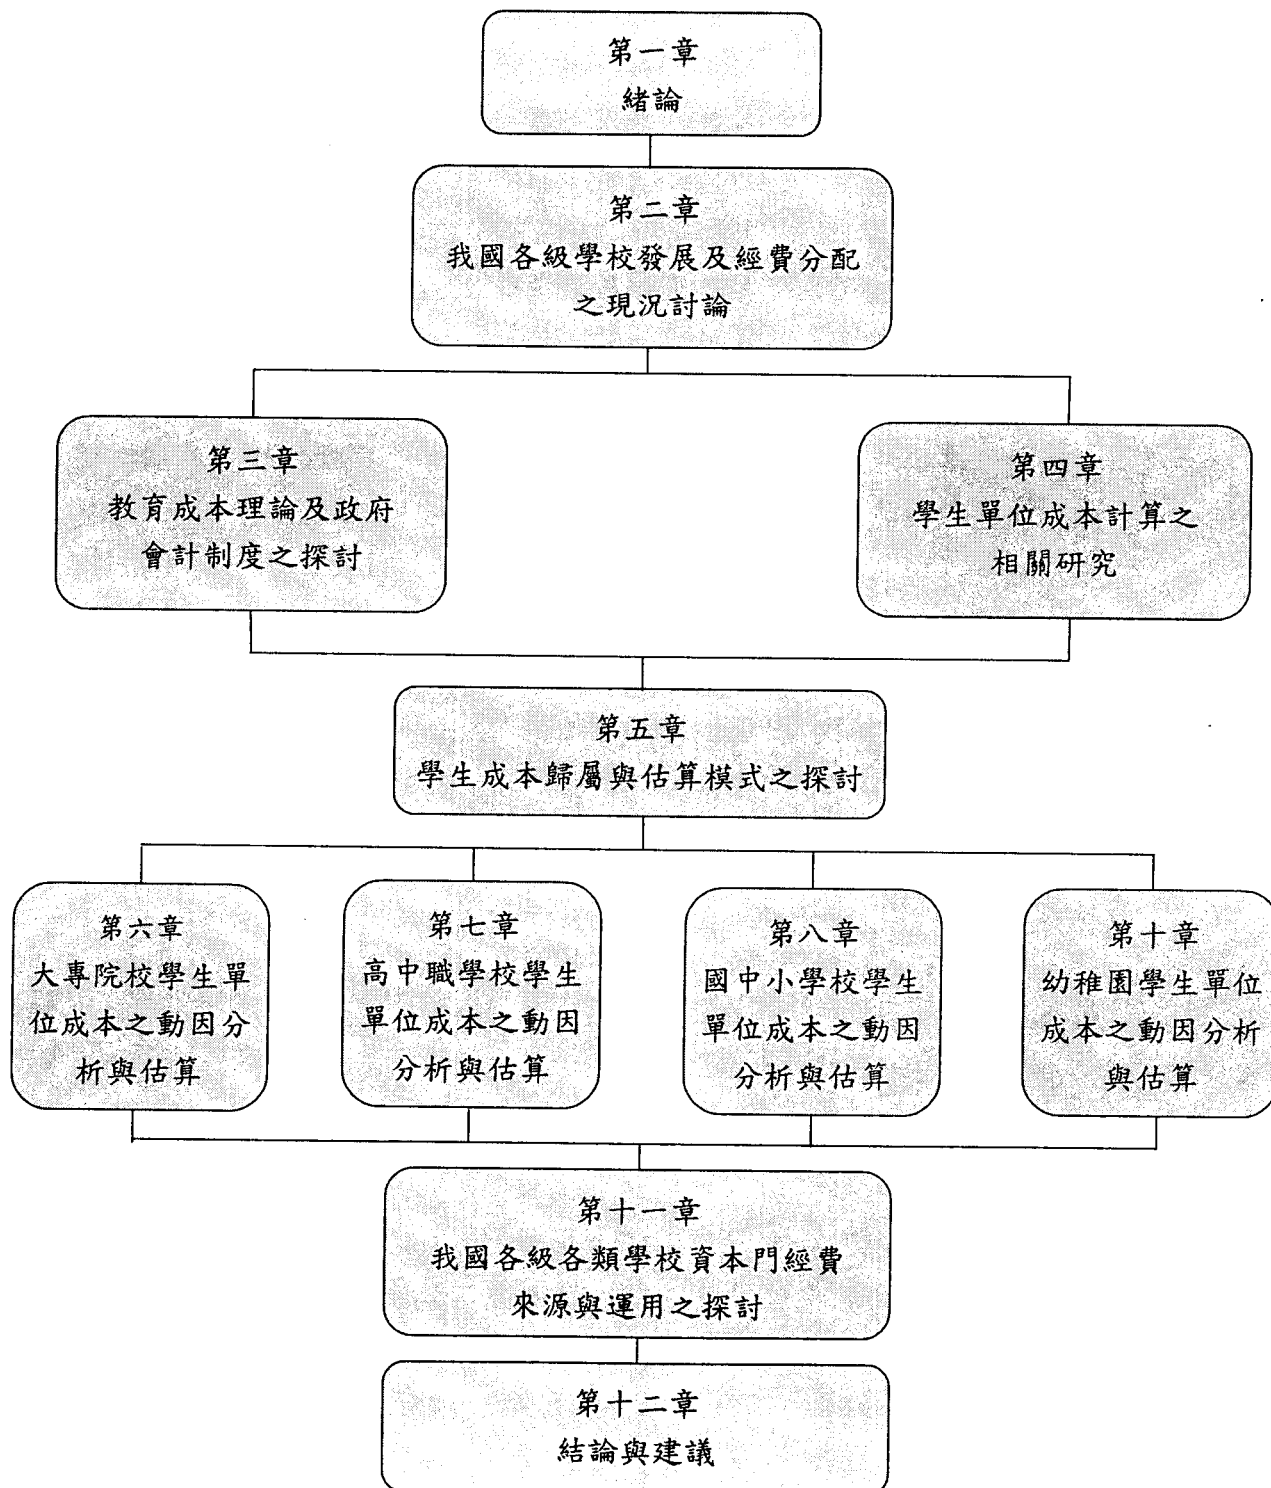 第一章
緒論
第二章
我國各級學校發展及經費分配
之現況討論
第三章
教育成本理論及政府
會計制度之探討
第四章
學生單位成本計算之
相關研究
第五章
學生成本歸屬與估算模式之探討
第六章
大專院校學生單
位成本之動因分
析與估算
第七章
高中職學校學生
單位成本之動因
分析與估算
第八章
國中小學校學生
單位成本之動因
分析與估算
第十章
幼稚園學生單位
成本之動因分析
與估算
第十一章
我國各級各類學校資本門經費
來源與運用之探討
第十二章
結論與建議